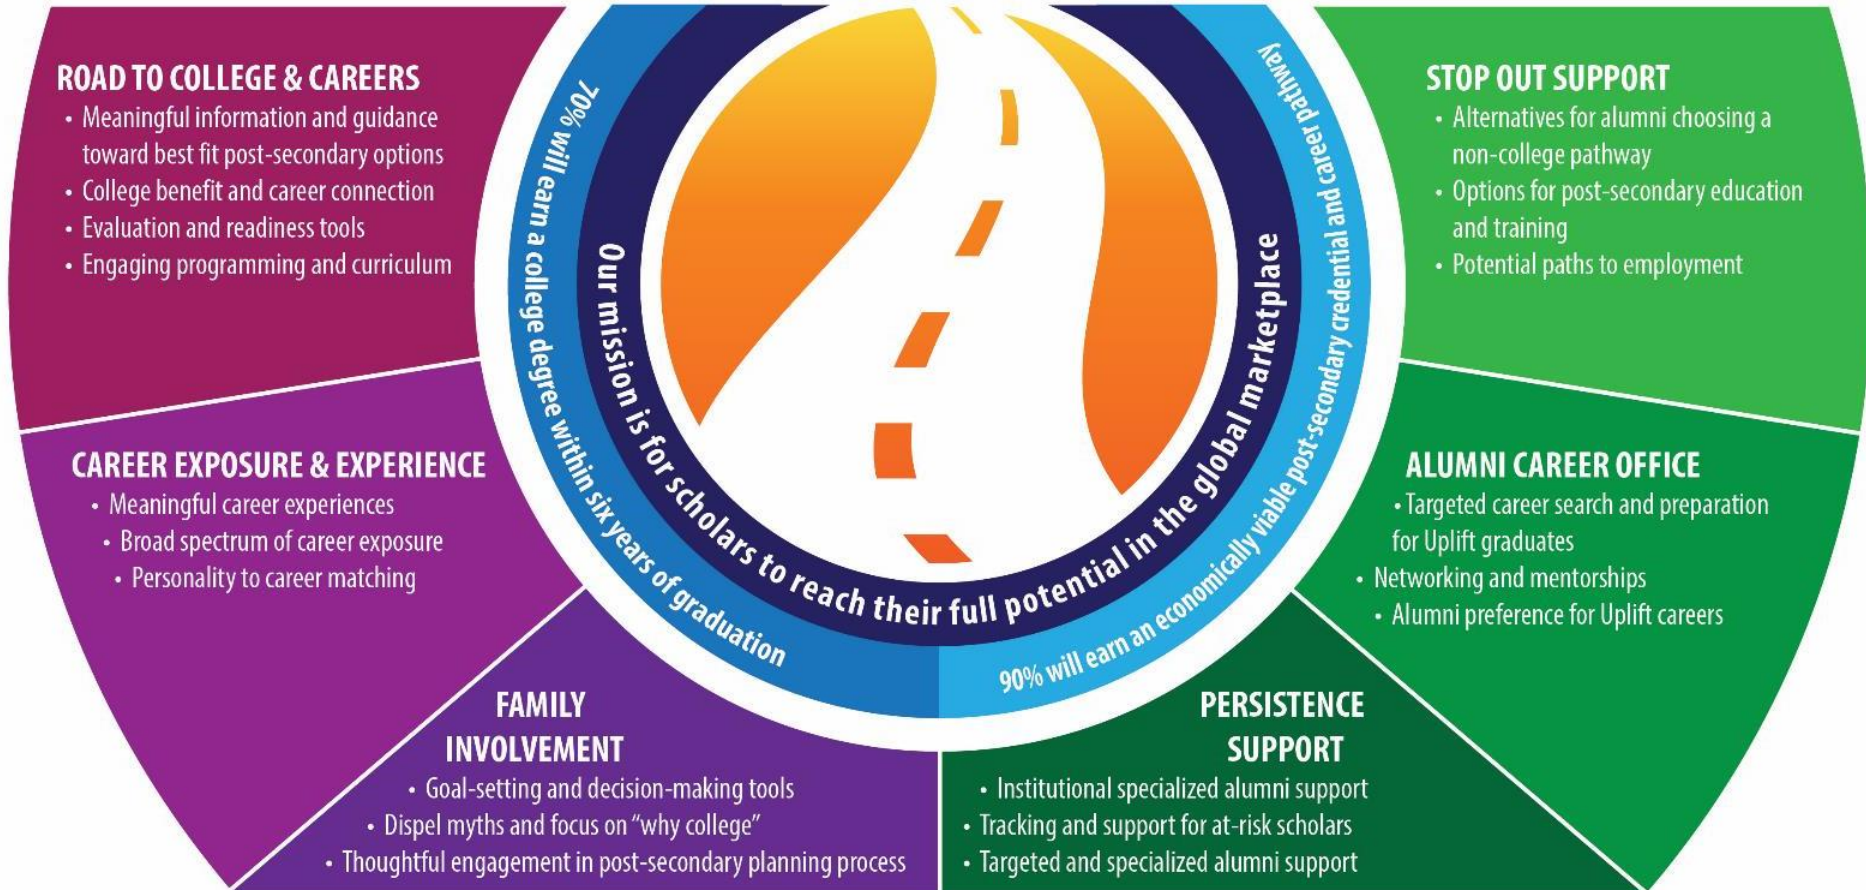 ROAD TO COLLEGE & CAREERS
• Meaningful information and guidance
toward best fit post-secondary options
• College benefit and career connection
• Evaluation and readiness tools
• Engaging programming and curriculum
CAREER EXPOSURE & EXPERIENCE
• Meaningful career experiences
• Broad spectrum of career exposure
• Personality to career matching
FAMILY
INVOLVEMENT
• Goal-setting and decision-making tools
• Dispel myths and focus on “why college”
• Thoughtful engagement in post-secondary planning process
70% will earn a college degree within six years of graduation
Our mission is for scholars to reach their full potential in the global marketplace
90% will earn an economically viable post-secondary credential and career pathway
PERSISTENCE
SUPPORT
• Institutional specialized alumni support
• Tracking and support for at-risk scholars
• Targeted and specialized alumni support
ALUMNI CAREER OFFICE
• Targeted career search and preparation
for Uplift graduates
• Networking and mentorships
• Alumni preference for Uplift careers
STOP OUT SUPPORT
• Alternatives for alumni choosing a
non-college pathway
• Options for post-secondary education
and training
• Potential paths to employment